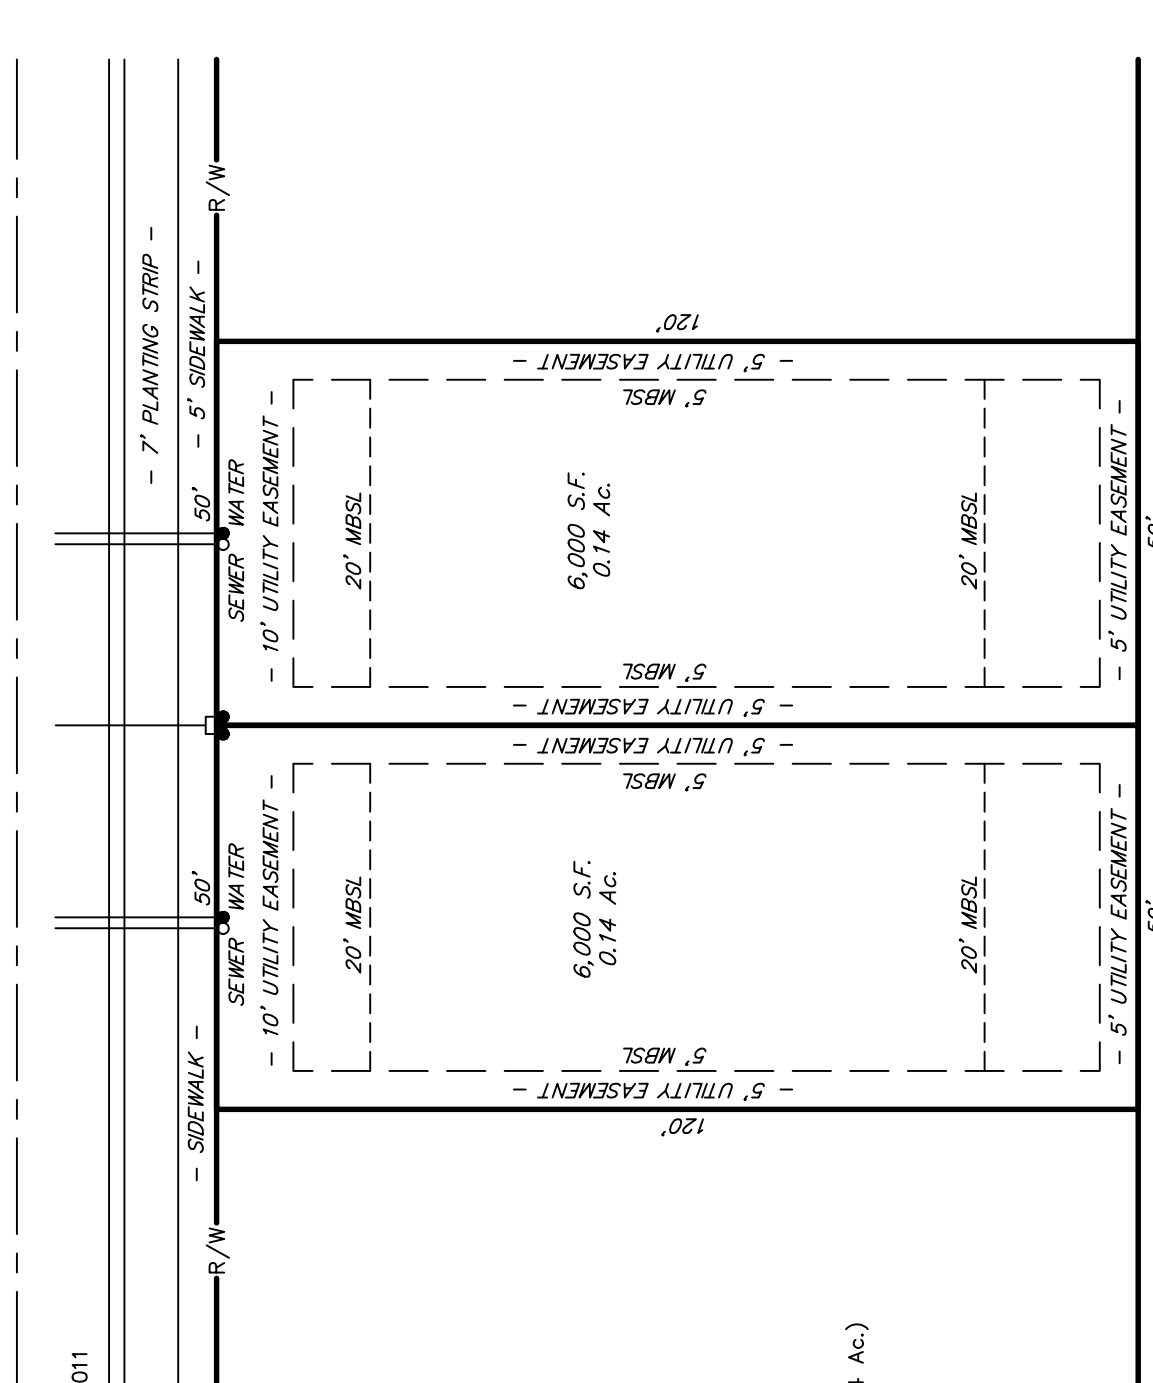 R/W
- 7' PLANTING STRIP -
- 5' SIDEWALK -
120'
- 5' UTILITY EASEMENT -
5' MBSL
50'
SEWER WATER
- 10' UTILITY EASEMENT -
20' MBSL
6,000 S.F.
0.14 Ac.
20' MBSL
- 5' UTILITY EASEMENT -
50'
5' MBSL
- 5' UTILITY EASEMENT -
- 5' UTILITY EASEMENT -
5' MBSL
50'
SEWER WATER
- 10' UTILITY EASEMENT -
20' MBSL
6,000 S.F.
0.14 Ac.
20' MBSL
- 5' UTILITY EASEMENT -
50'
5' MBSL
- 5' UTILITY EASEMENT -
120'
- SIDEWALK -
R/W
011
Ac.)